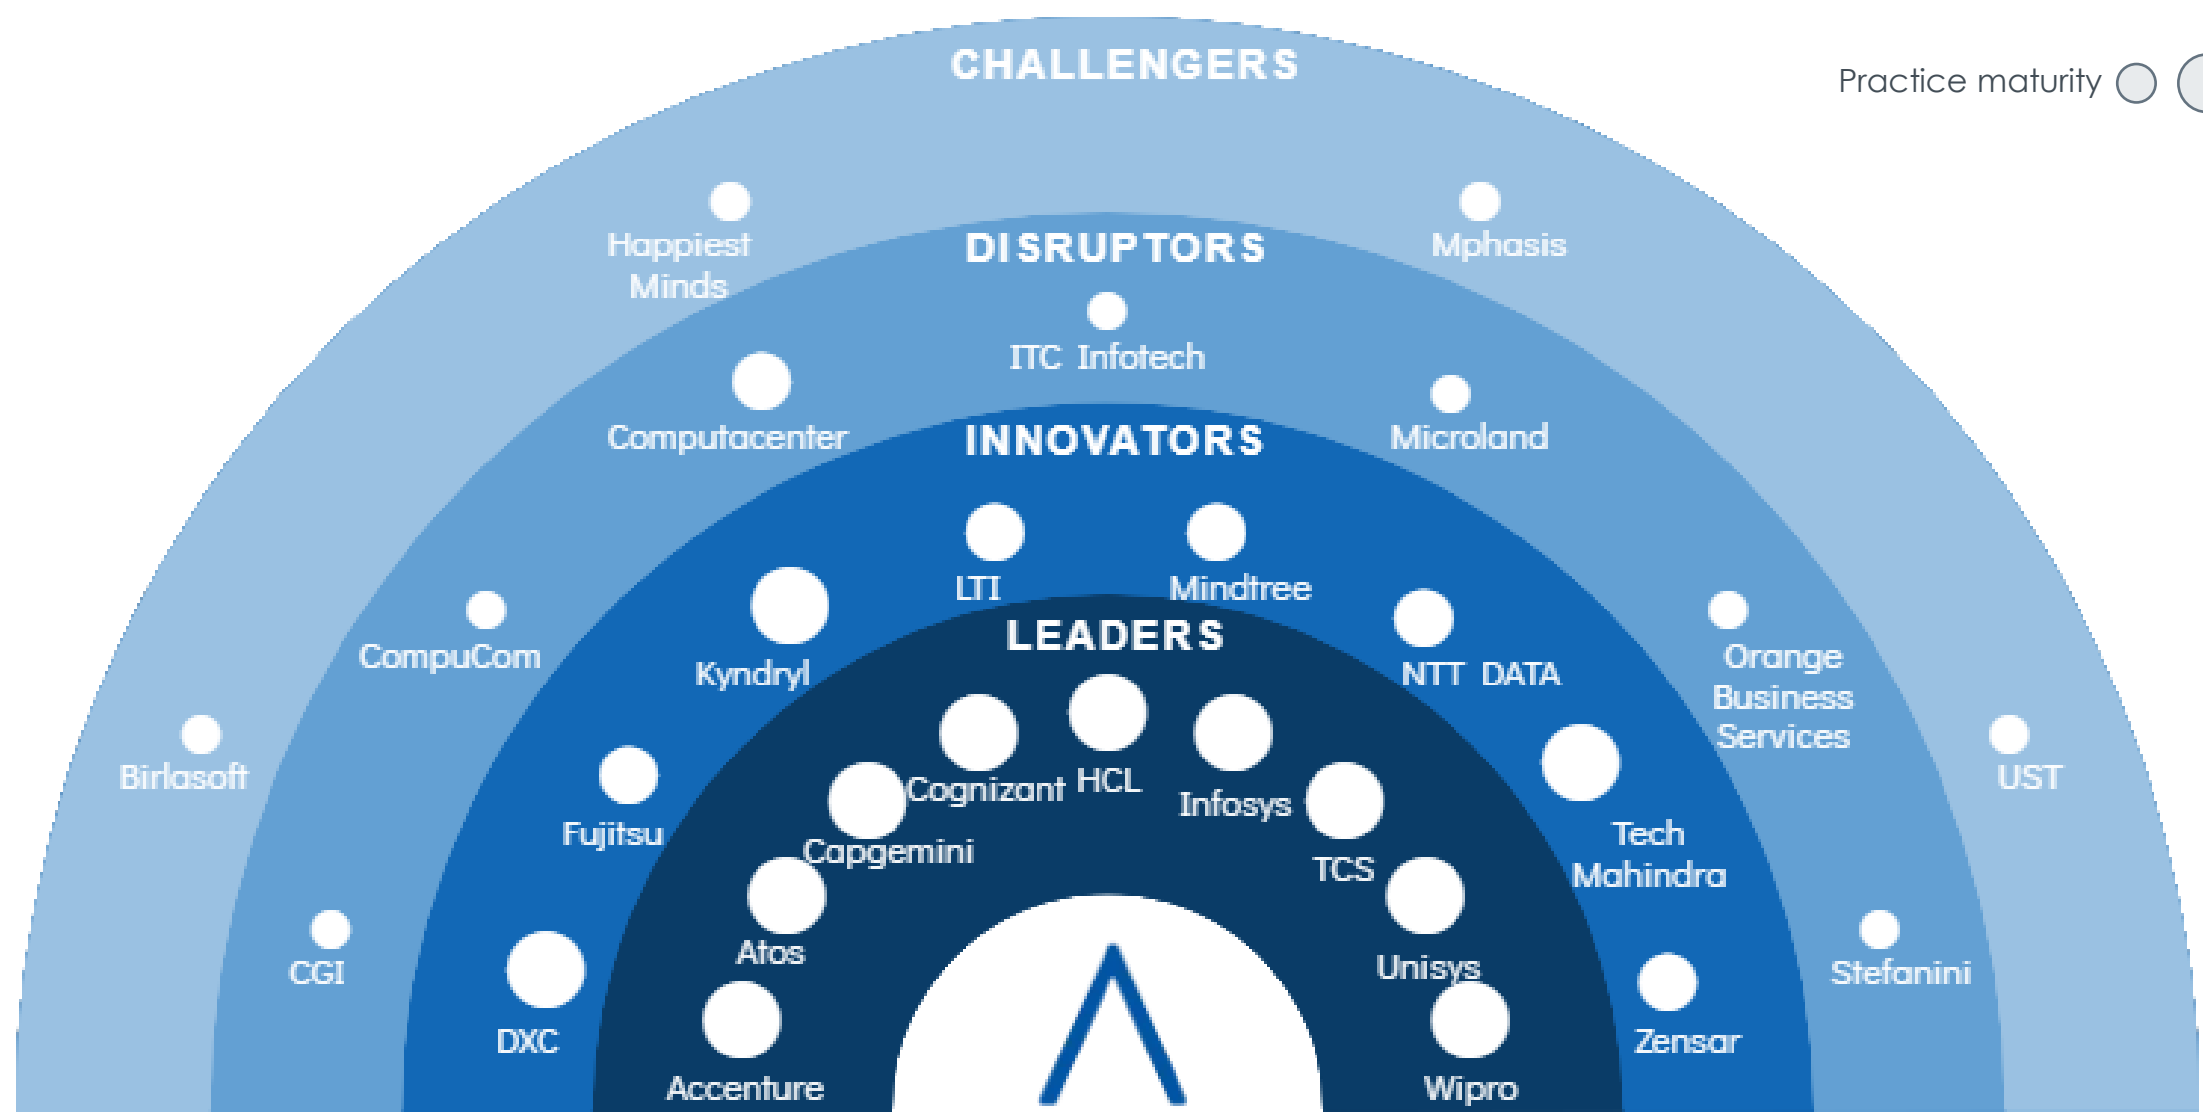 CHALLENGERS
Practice maturity
Happiest
Minds
Mphasis
DISRUPTORS
ITC Infotech
Computacenter
Microland
INNOVATORS
LTI
Mindtree
CompuCom
Kyndryl
NTT DATA
Orange
Business
Services
LEADERS
Birlasoft
UST
Fujitsu
Cognizant
HCL
Infosys
Tech
Mahindra
Capgemini
TCS
CGI
Atos
Unisys
Stefanini
DXC
Zensar
Accenture
Wipro